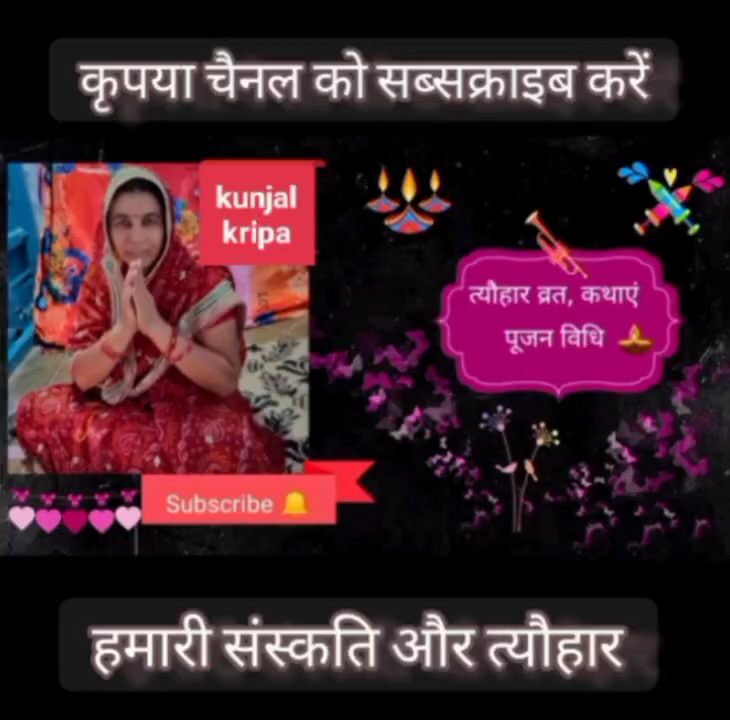 कृपया चैनल को सब्सक्राइब करें
kunjal
kripa
त्यौहार व्रत, कथाएं
पूजन विधि
Subscribe
हमारी संस्कति और त्यौहार